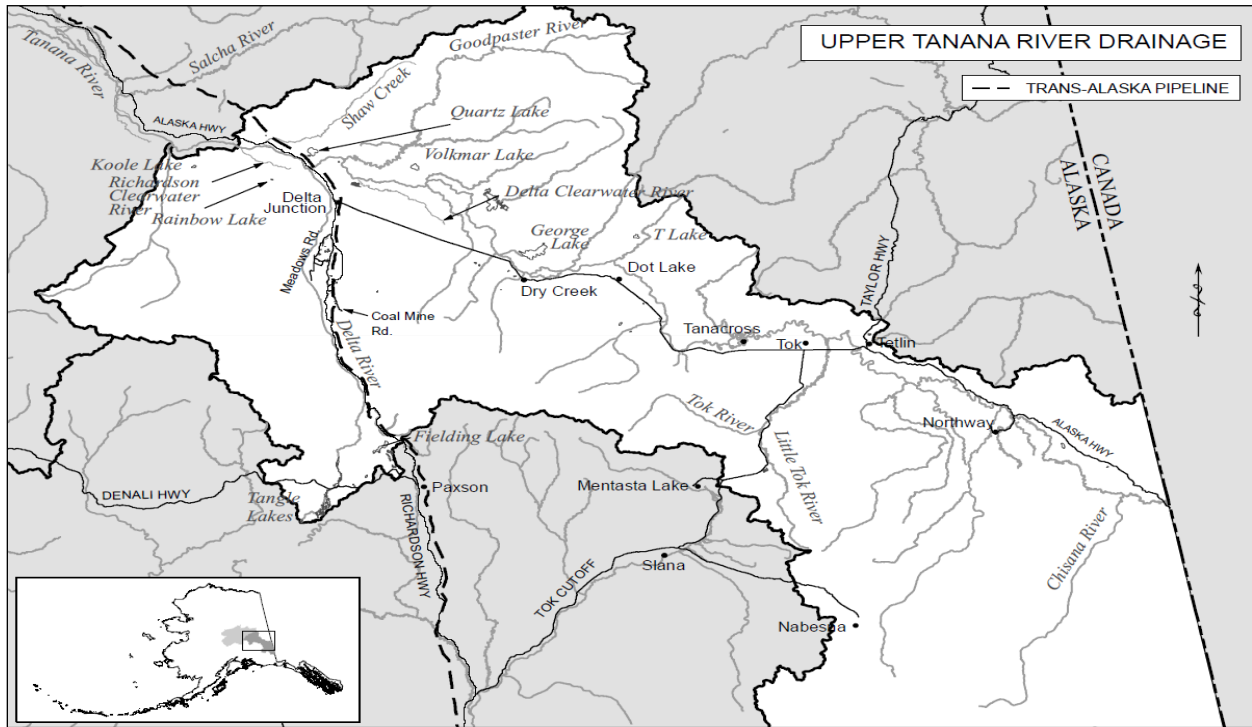 UPPER TANANA RIVER DRAINAGE
TRANS-ALASKA PIPELINE
Goodpaster River
Salcha River
Tanana River
Shaw Creek
ALASKA HWY
Quartz Lake
Koole Lake
Volkmar Lake
Richardson
Clearwater
River
Rainbow Lake
Delta Clearwater River
Delta
Junction
CANADA
ALASKA
George
Lake
T Lake
Meadows Rd.
Dot Lake
TAYLOR HWY
Dry Creek
Coal Mine
Rd.
Tanacross
Tok
Tetlin
Delta River
Tok River
Northway
ALASKA HWY
Fielding Lake
Little Tok River
DENALI HWY
Tangle
Lakes
Paxson
Mentasta Lake
RICHARDSON HWY
Chisana River
Slana
TOK CUTOFF
Nabesna